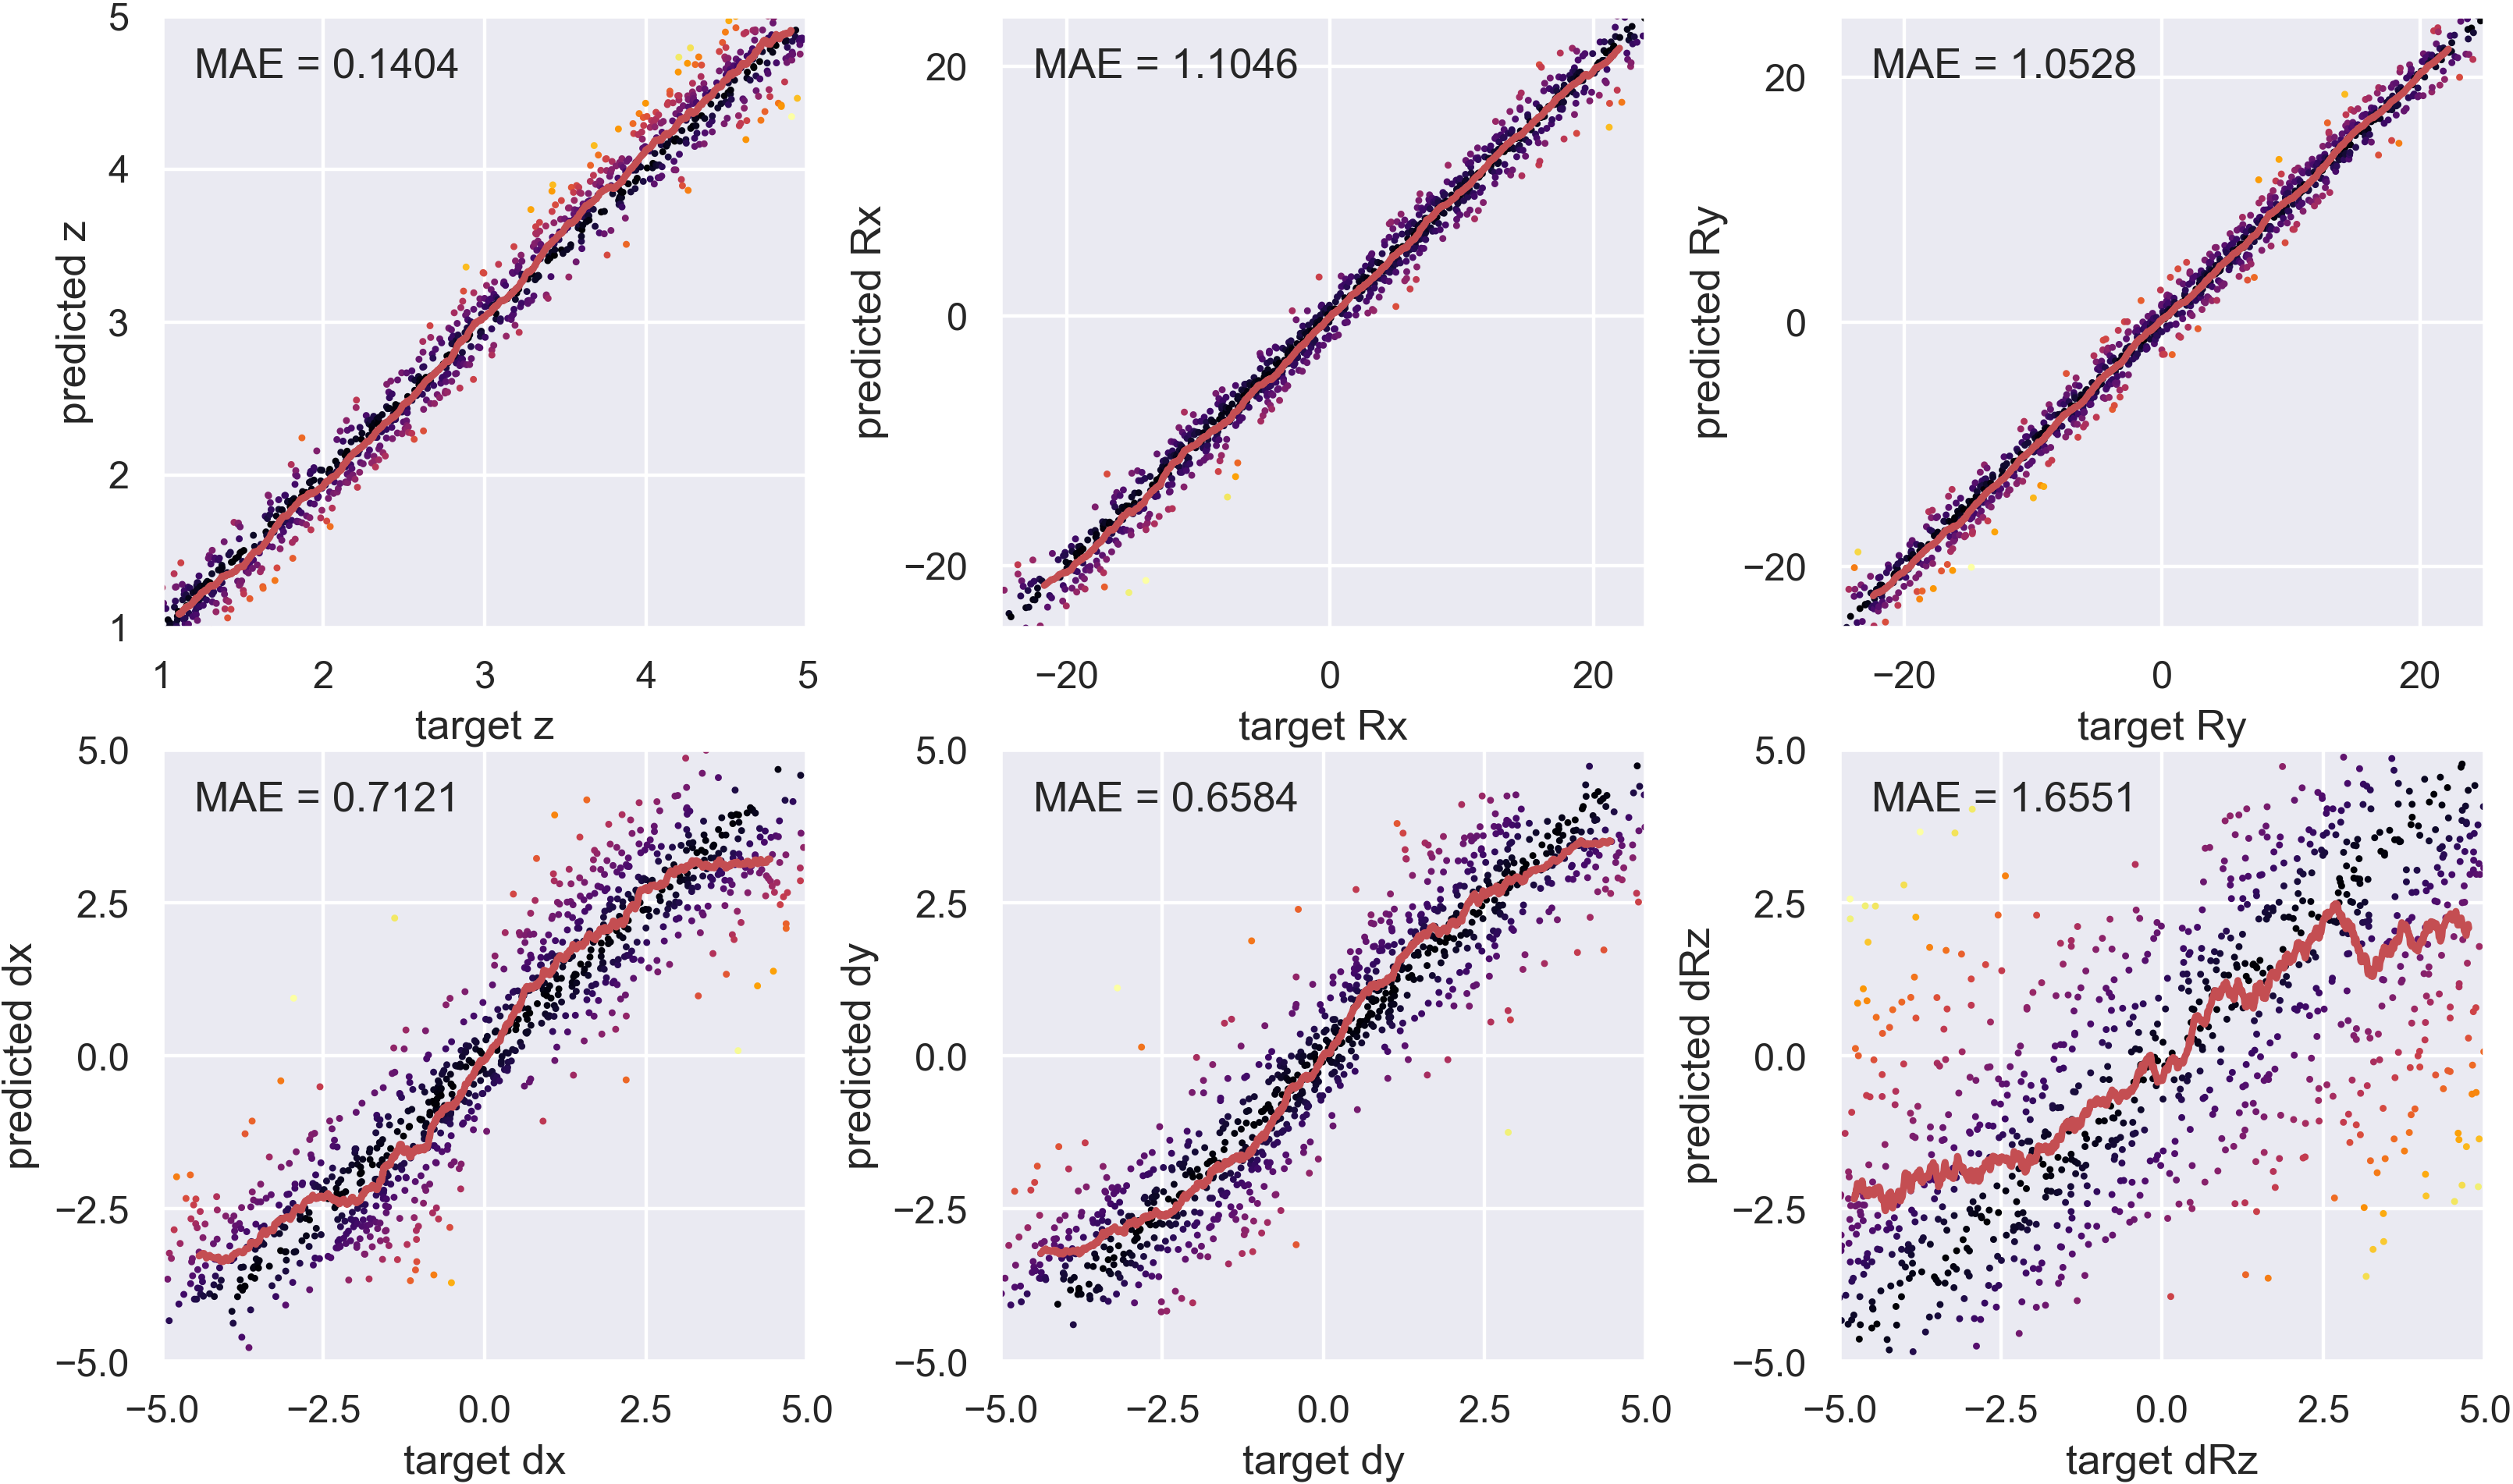 MAE = 0.1404
5
4
3
2
1
predicted z
1
2
3
4
5
target z
MAE = 1.1046
20
0
−20
predicted Rx
−20
0
20
target Rx
MAE = 1.0528
20
0
−20
predicted Ry
−20
0
20
target Ry
MAE = 0.7121
5.0
2.5
0.0
−2.5
−5.0
predicted dx
−5.0
−2.5
0.0
2.5
5.0
target dx
MAE = 0.6584
5.0
2.5
0.0
−2.5
−5.0
predicted dy
−5.0
−2.5
0.0
2.5
5.0
target dy
MAE = 1.6551
5.0
2.5
0.0
−2.5
−5.0
predicted dRz
−5.0
−2.5
0.0
2.5
5.0
target dRz